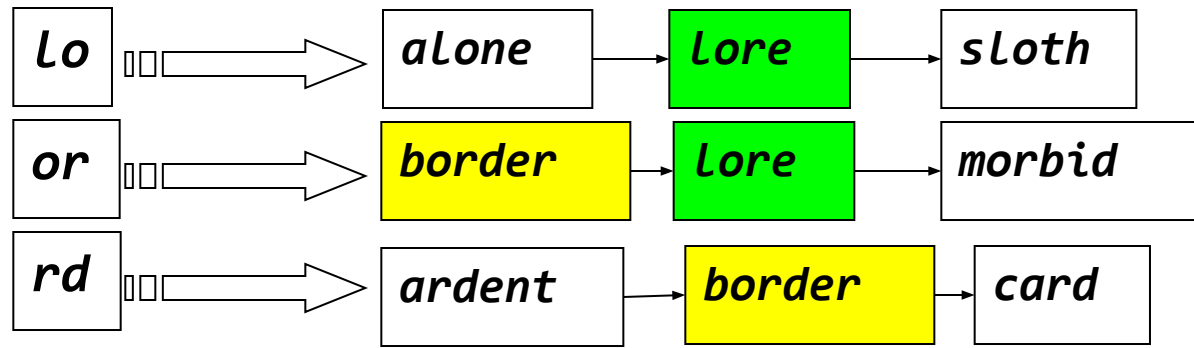 lo alone lore sloth
or border lore morbid
rd ardent border card